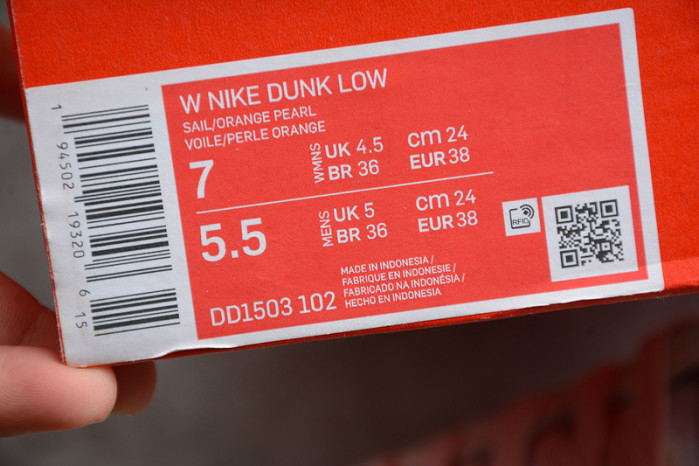 W NIKE DUNK LOW
SAIL/ORANGE PEARL
VOILE/PERLE ORANGE
7 WMNS UK 4.5 cm 24
BR 36 EUR 38
5.5 MENS UK 5 cm 24
BR 36 EUR 38
RFID
DD1503 102
MADE IN INDONESIA /
FABRIQUE EN INDONESIE /
FABRICADO NA INDONÉSIA /
HECHO EN INDONESIA
1 94502 19320 6 15